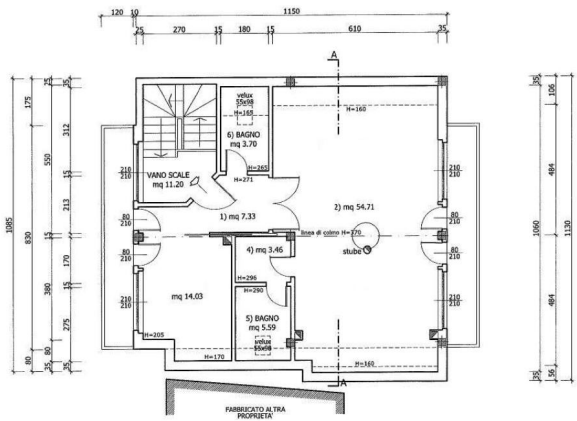 120 10 1150
25 270 15 180 15 610 35
A
velux
55x98
H=165
H=160
6) BAGNO
mq 3.70
H=265
H=271
VANO SCALE
mq 11.20
210
210
210
210
1) mq 7.33
2) mq 54.71
80
210
80
210
linea di colmo H=370
stube
80
210
80
210
4) mq 3.46
H=296
H=290
mq 14.03
210
210
210
210
5) BAGNO
mq 5.59
velux
55x98
H=205
H=170
H=160
A
FABBRICATO ALTRA
PROPRIETA'
1085
175
830
80
25
550
15
380
35
312
213
170
275
80
35
35
1060
35
106
484
484
56
1130